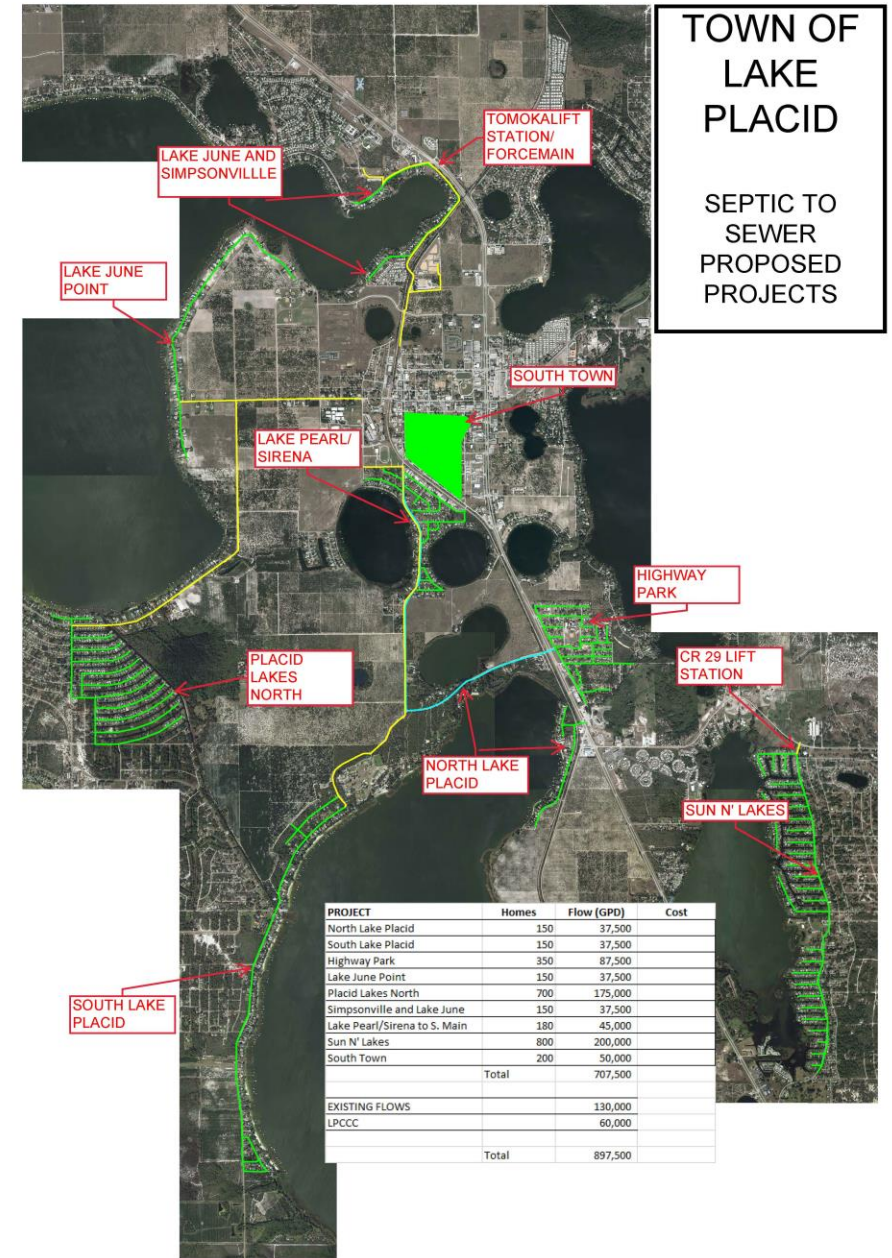 TOWN OF
LAKE
PLACID
SEPTIC TO
SEWER
PROPOSED
PROJECTS
TOMOKALIFT
STATION/
FORCEMAIN
LAKE JUNE AND
SIMPSONVILLLE
LAKE JUNE
POINT
SOUTH TOWN
LAKE PEARL/
SIRENA
HIGHWAY
PARK
PLACID
LAKES
NORTH
CR 29 LIFT
STATION
NORTH LAKE
PLACID
SUN N' LAKES
SOUTH LAKE
PLACID
PROJECT Homes Flow (GPD) Cost
North Lake Placid 150 37,500
South Lake Placid 150 37,500
Highway Park 350 87,500
Lake June Point 150 37,500
Placid Lakes North 700 175,000
Simpsonville and Lake June 150 37,500
Lake Pearl/Sirena to S. Main 180 45,000
Sun N' Lakes 800 200,000
South Town 200 50,000
Total 707,500
EXISTING FLOWS 130,000
LPCCC 60,000
Total 897,500